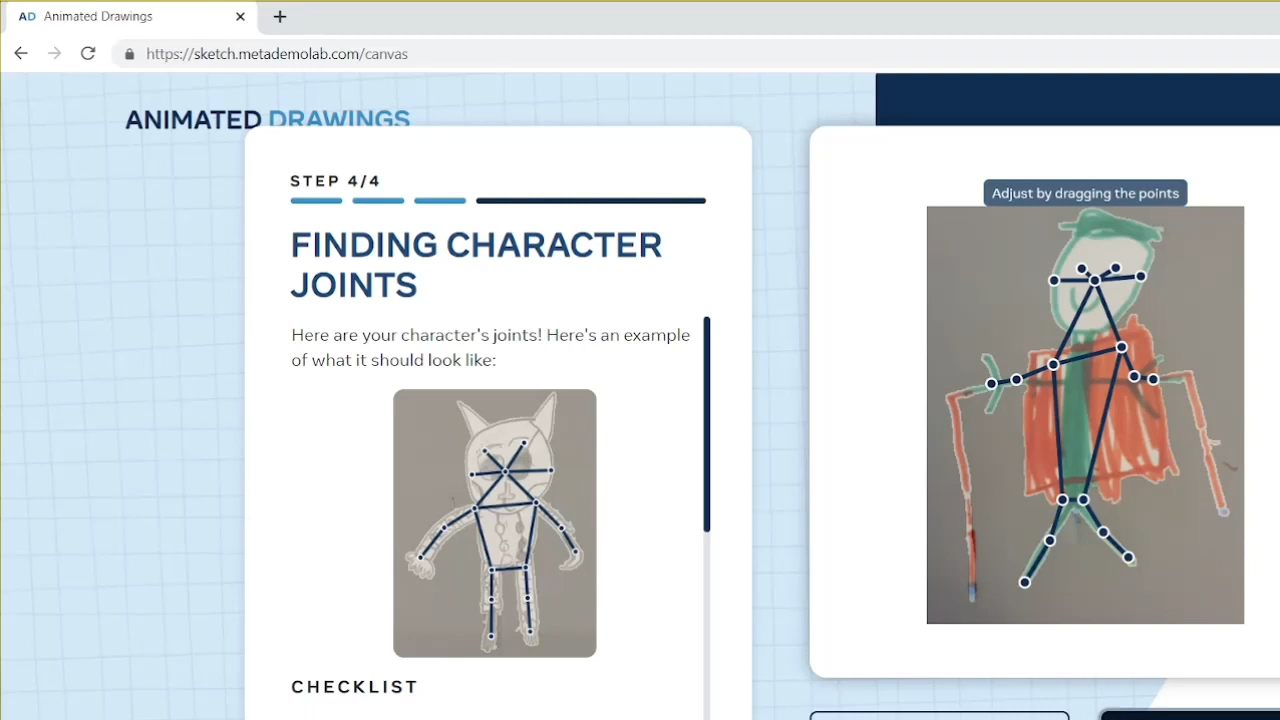 AD Animated Drawings
https://sketch.metademolab.com/canvas
ANIMATED DRAWINGS
STEP 4/4
FINDING CHARACTER
JOINTS
Here are your character's joints! Here's an example
of what it should look like:
CHECKLIST
Adjust by dragging the points